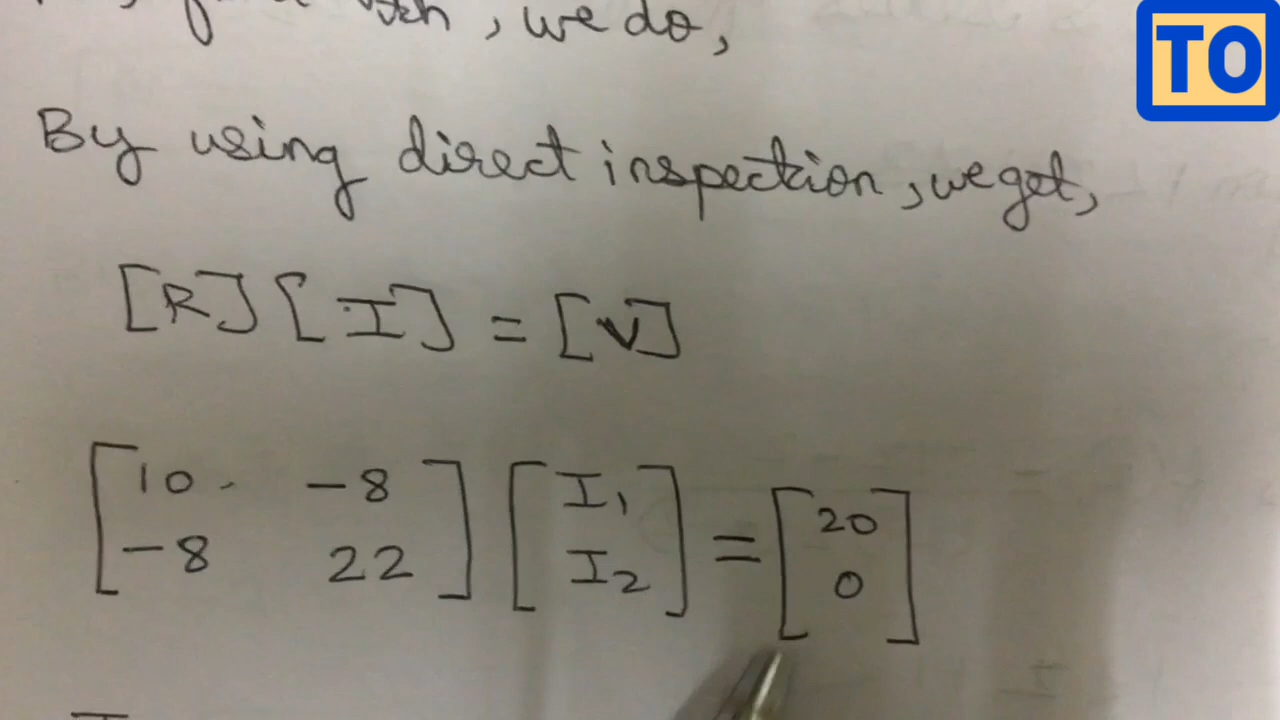 , we do,
TO
By using direct inspection, we get,
[R] [I] = [V]
[10 -8] [I1] = [20]
[-8 22] [I2] [0]